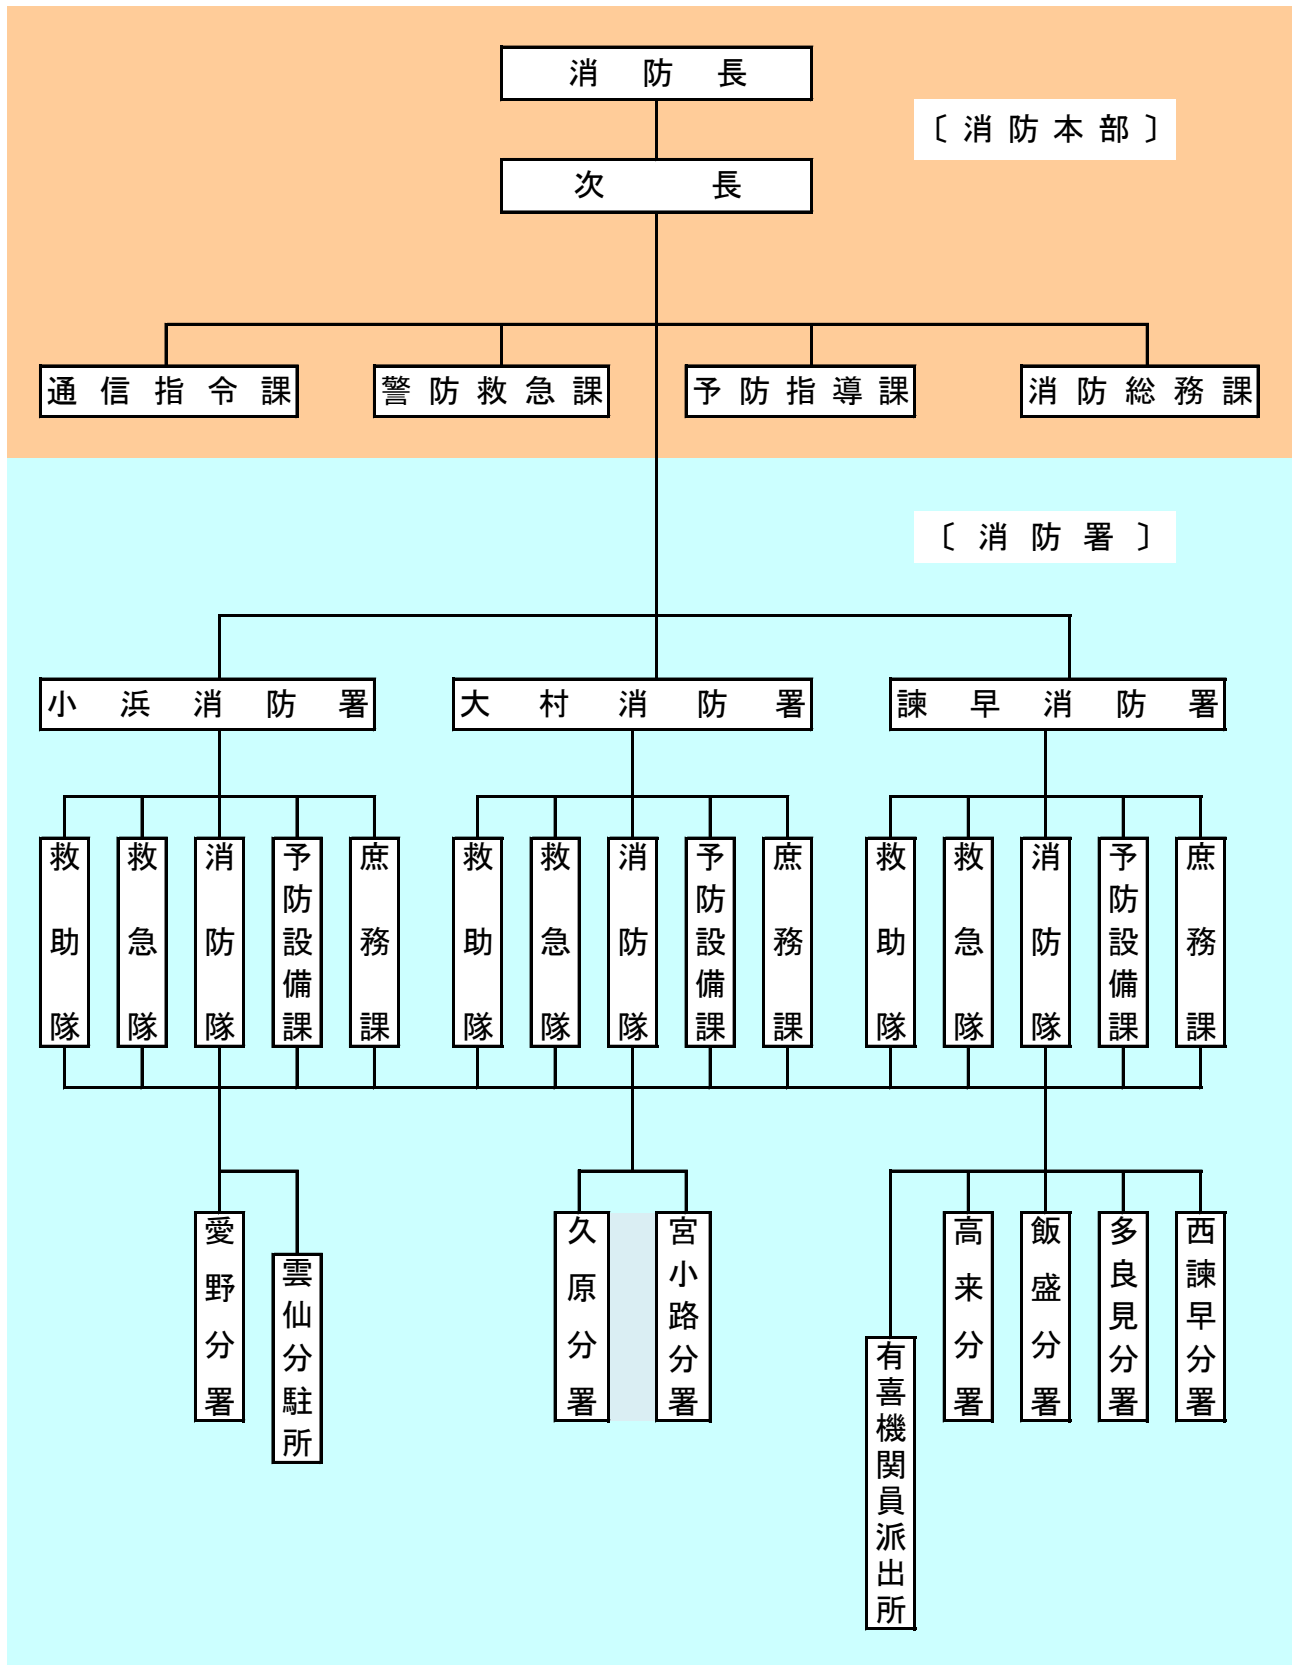 消防長
〔消防本部〕
次長
通信指令課
警防救急課
予防指導課
消防総務課
〔消防署〕
小浜消防署
大村消防署
諫早消防署
救助隊
救急隊
消防隊
予防設備課
庶務課
救助隊
救急隊
消防隊
予防設備課
庶務課
救助隊
救急隊
消防隊
予防設備課
庶務課
愛野分署
雲仙分駐所
久原分署
宮小路分署
有喜機関員派出所
高来分署
飯盛分署
多良見分署
西諫早分署